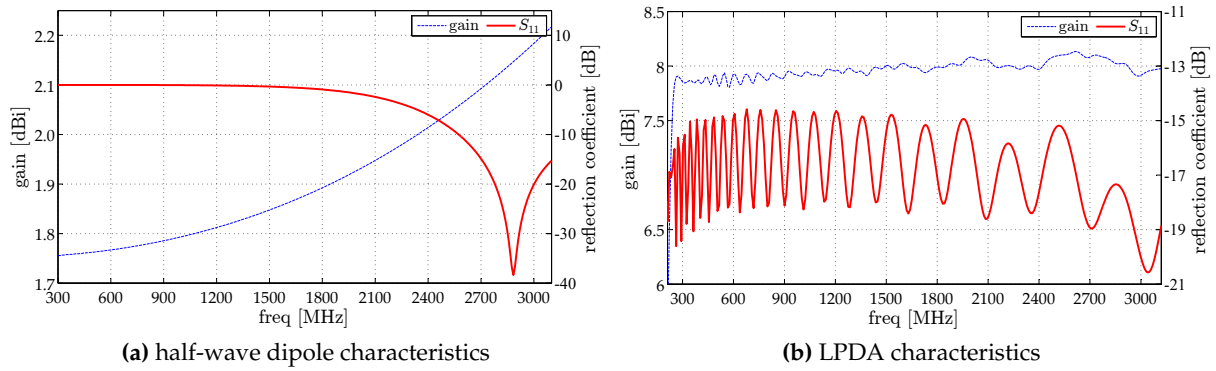 gain
S11
2.2
2.1
2.0
1.9
1.8
1.7
gain [dBi]
10
0
-10
-20
-30
-40
reflection coefficient [dB]
300 600 900 1200 1500 1800 2100 2400 2700 3000
freq [MHz]
(a) half-wave dipole characteristics
gain
S11
8.5
8
7.5
7
6.5
6
gain [dBi]
-11
-13
-15
-17
-19
-21
reflection coefficient [dB]
300 600 900 1200 1500 1800 2100 2400 2700 3000
freq [MHz]
(b) LPDA characteristics